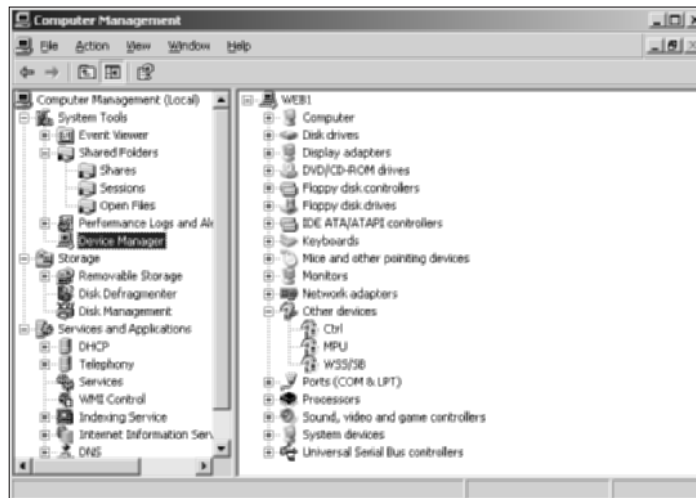 Computer Management
File Action View Window Help
Computer Management (Local)
System Tools
Event Viewer
Shared Folders
Shares
Sessions
Open Files
Performance Logs and Ale
Device Manager
Storage
Removable Storage
Disk Defragmenter
Disk Management
Services and Applications
DHCP
Telephony
Services
WMI Control
Indexing Service
Internet Information Serv
DNS
WEB1
Computer
Disk drives
Display adapters
DVD/CD-ROM drives
Floppy disk controllers
Floppy disk drives
IDE ATA/ATAPI controllers
Keyboards
Mice and other pointing devices
Monitors
Network adapters
Other devices
Ctrl
MPU
WSS/SB
Ports (COM & LPT)
Processors
Sound, video and game controllers
System devices
Universal Serial Bus controllers